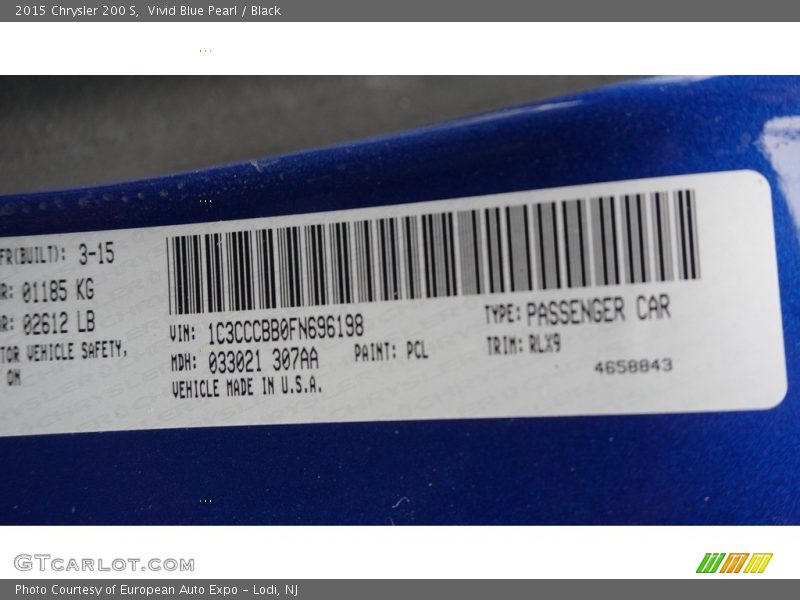 2015 Chrysler 200 S, Vivid Blue Pearl / Black
FR(BUILT): 3-15
R: 01185 KG
R: 02612 LB
TOR VEHICLE SAFETY,
ON
VIN: 1C3CCCBB0FN696198
TYPE: PASSENGER CAR
MDH: 033021 307AA
PAINT: PCL
TRIM: RLX9
VEHICLE MADE IN U.S.A.
4658843
GTCARLOT.COM
Photo Courtesy of European Auto Expo - Lodi, NJ